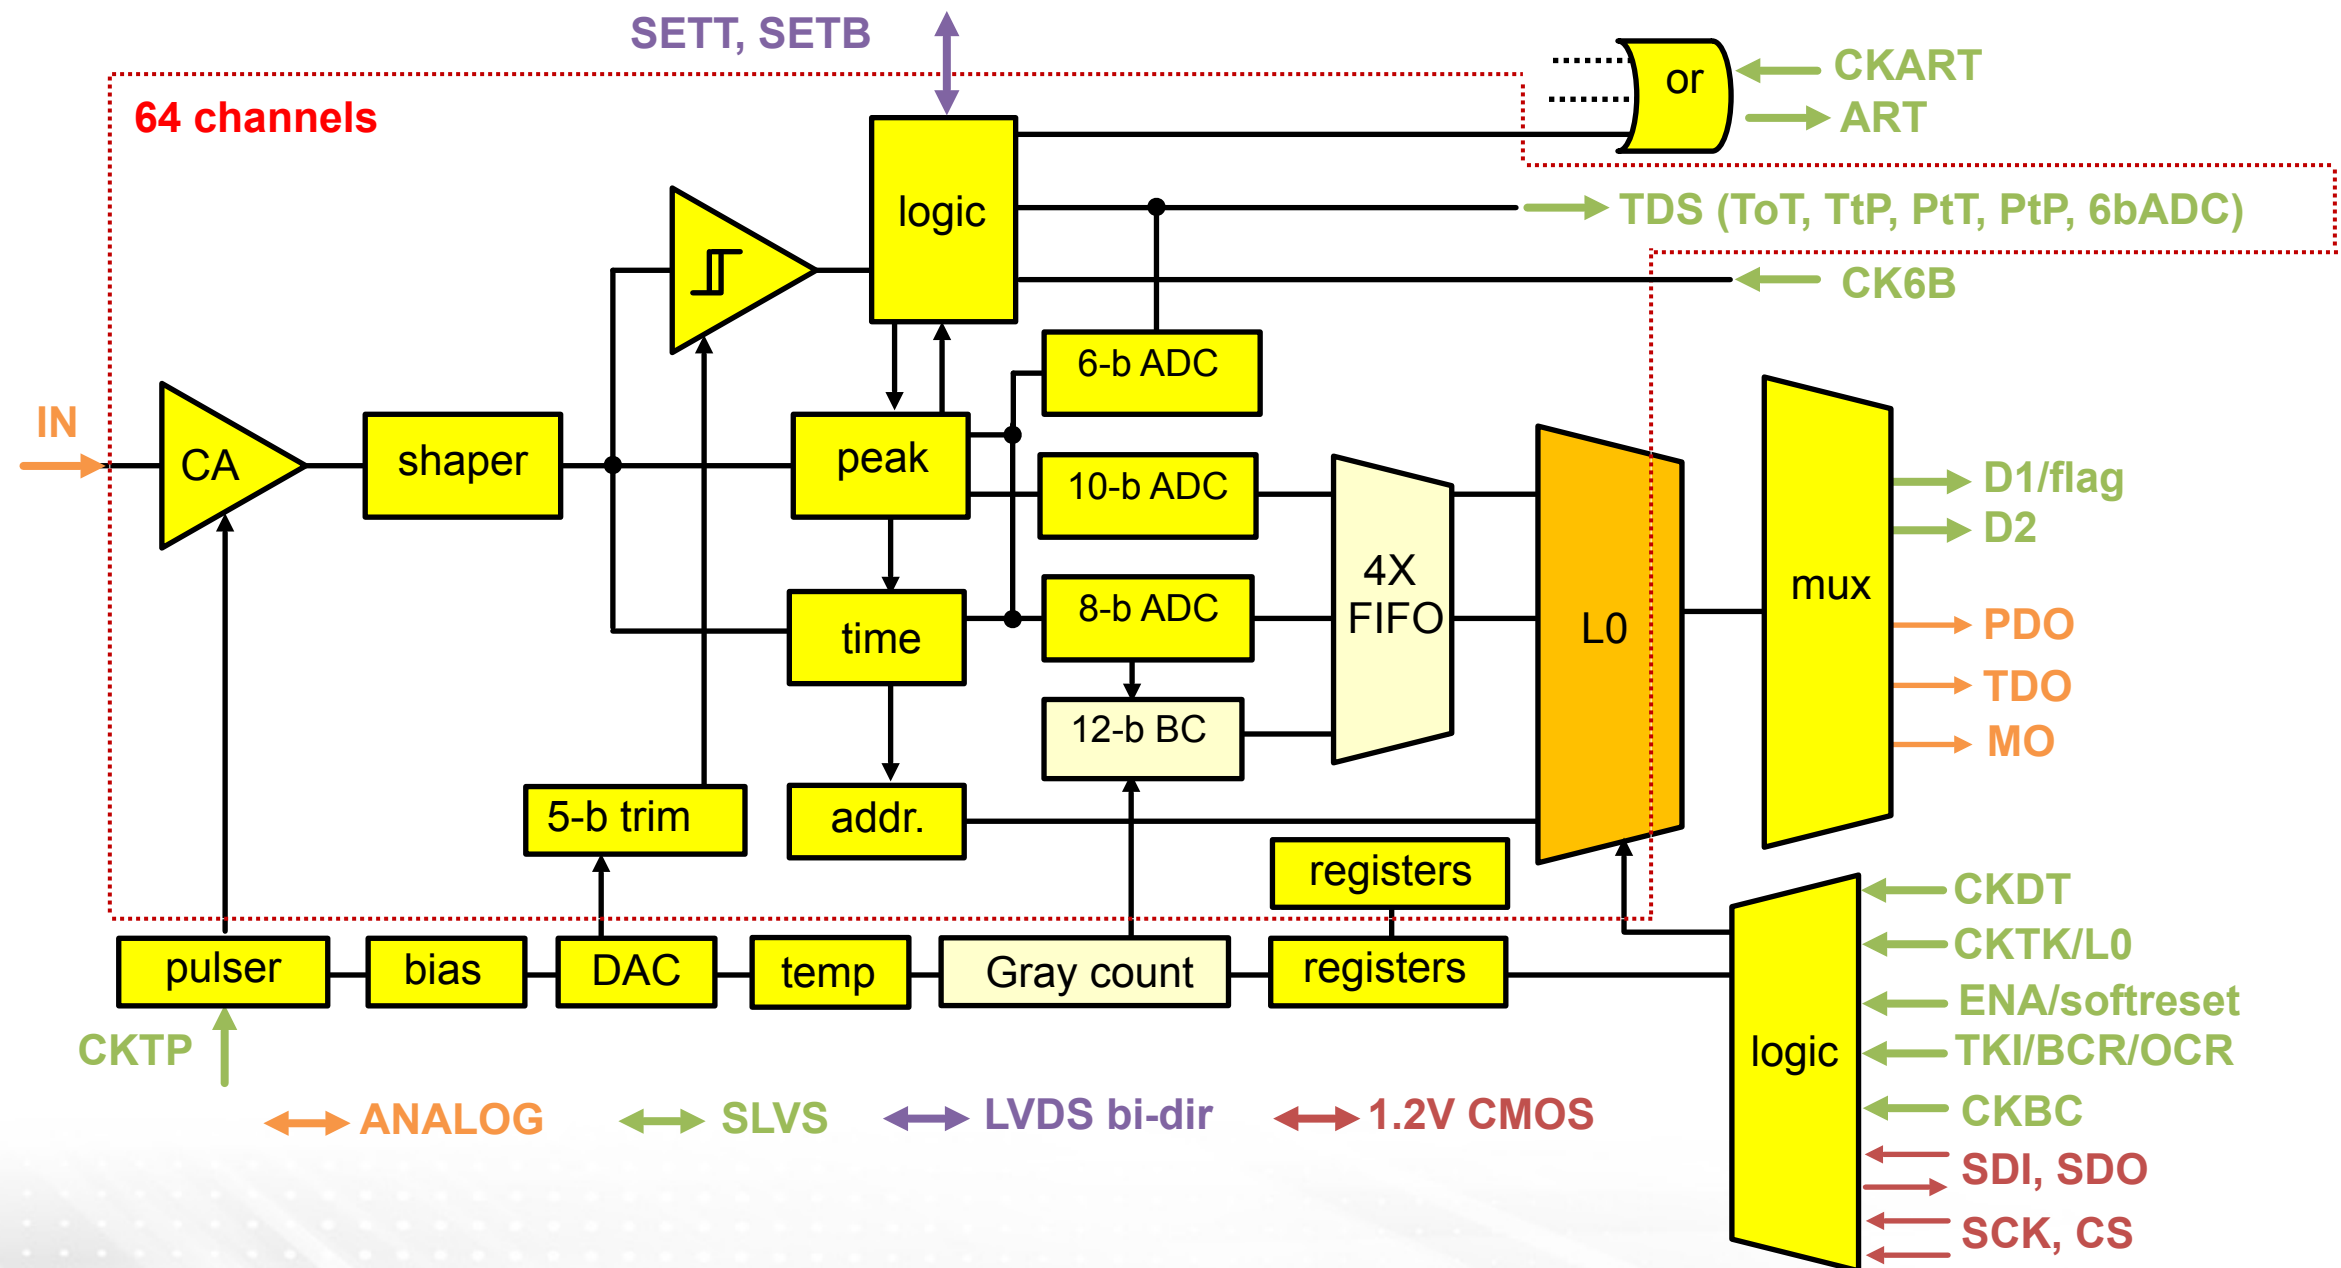 SETT, SETB
64 channels
or
CKART
ART
logic
TDS (ToT, TtP, PtT, PtP, 6bADC)
CK6B
6-b ADC
IN
CA
shaper
peak
10-b ADC
4X
FIFO
L0
mux
D1/flag
D2
PDO
TDO
MO
time
8-b ADC
12-b BC
5-b trim
addr.
registers
pulser
bias
DAC
temp
Gray count
registers
logic
CKDT
CKTK/L0
ENA/softreset
TKI/BCR/OCR
CKBC
SDI, SDO
SCK, CS
CKTP
ANALOG
SLVS
LVDS bi-dir
1.2V CMOS